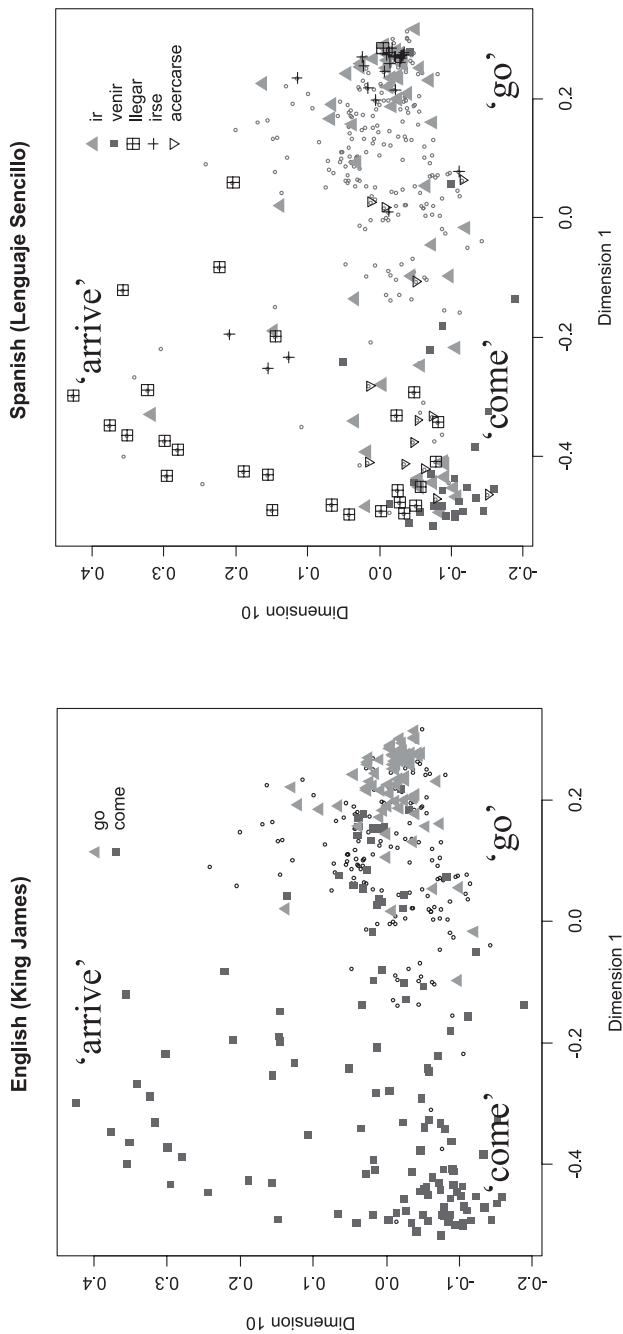 English (King James)
go
come
‘arrive’
‘come’
‘go’
0.4
0.3
0.2
0.1
0.0
-0.1
-0.2
Dimension 10
-0.4
-0.2
0.0
0.2
Dimension 1
Spanish (Lenguaje Sencillo)
ir
venir
llegar
irse
acercarse
‘arrive’
‘come’
‘go’
0.4
0.3
0.2
0.1
0.0
-0.1
-0.2
Dimension 10
-0.4
-0.2
0.0
0.2
Dimension 1